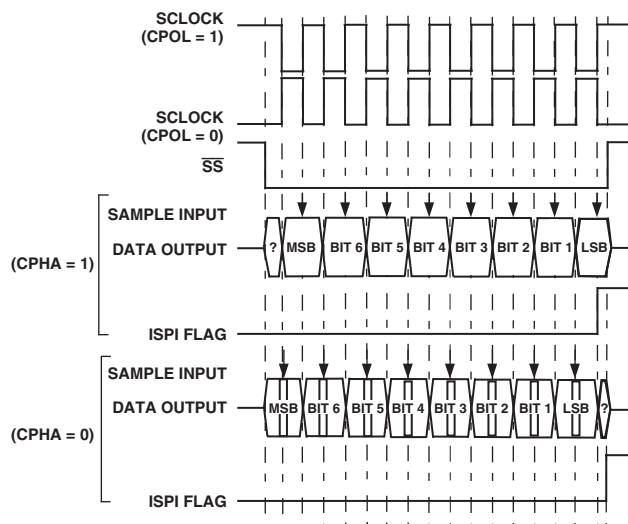 SCLOCK
(CPOL = 1)
SCLOCK
(CPOL = 0)
SS
SAMPLE INPUT
? MSB BIT 6 BIT 5 BIT 4 BIT 3 BIT 2 BIT 1 LSB
DATA OUTPUT
(CPHA = 1)
ISPI FLAG
SAMPLE INPUT
MSB BIT 6 BIT 5 BIT 4 BIT 3 BIT 2 BIT 1 LSB ?
DATA OUTPUT
(CPHA = 0)
ISPI FLAG